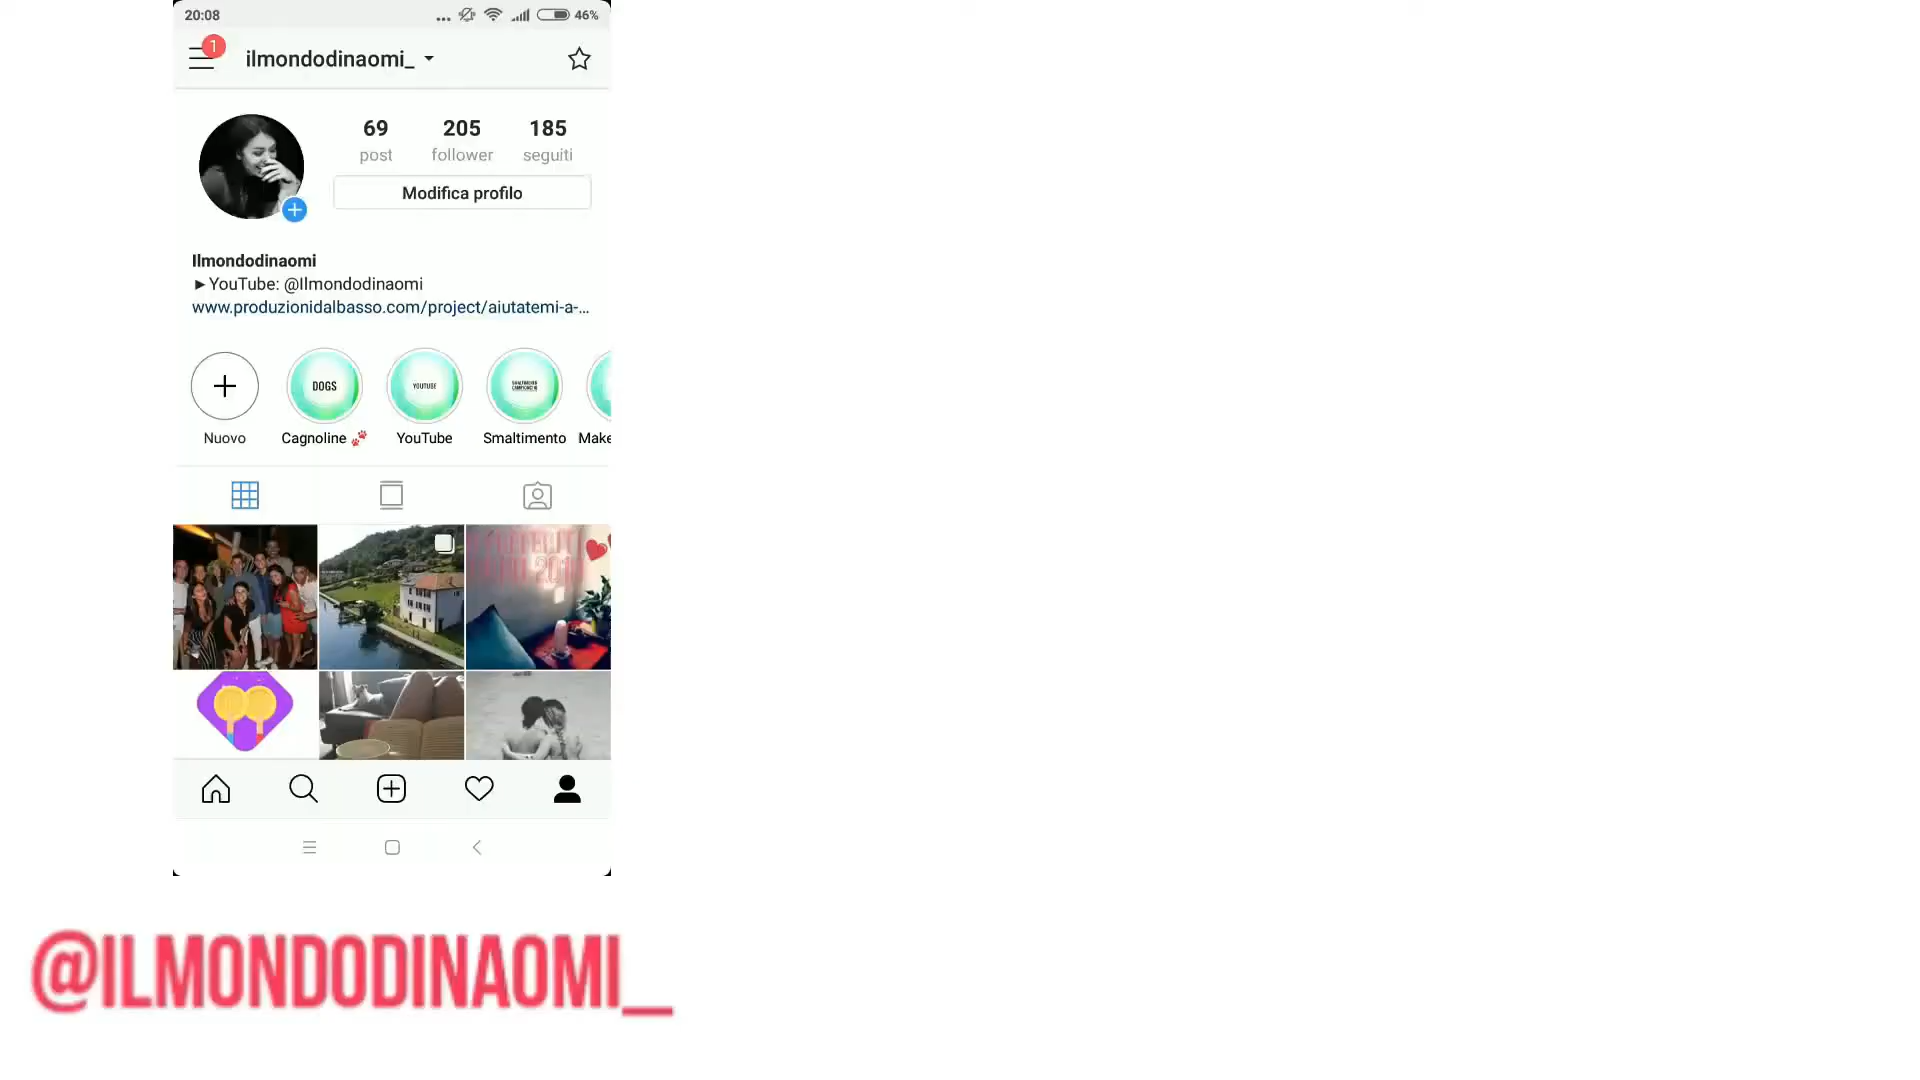 20:08 ... 46%
1
ilmondodinaomi_
69 205 185
post follower seguiti
Modifica profilo
Ilmondodinaomi
►YouTube: @Ilmondodinaomi
www.produzionidalbasso.com/project/aiutatemi-a-...
DOGS YOUTUBE
Nuovo Cagnoline 🐾 YouTube Smaltimento Make
@ILMONDODINAOMI_